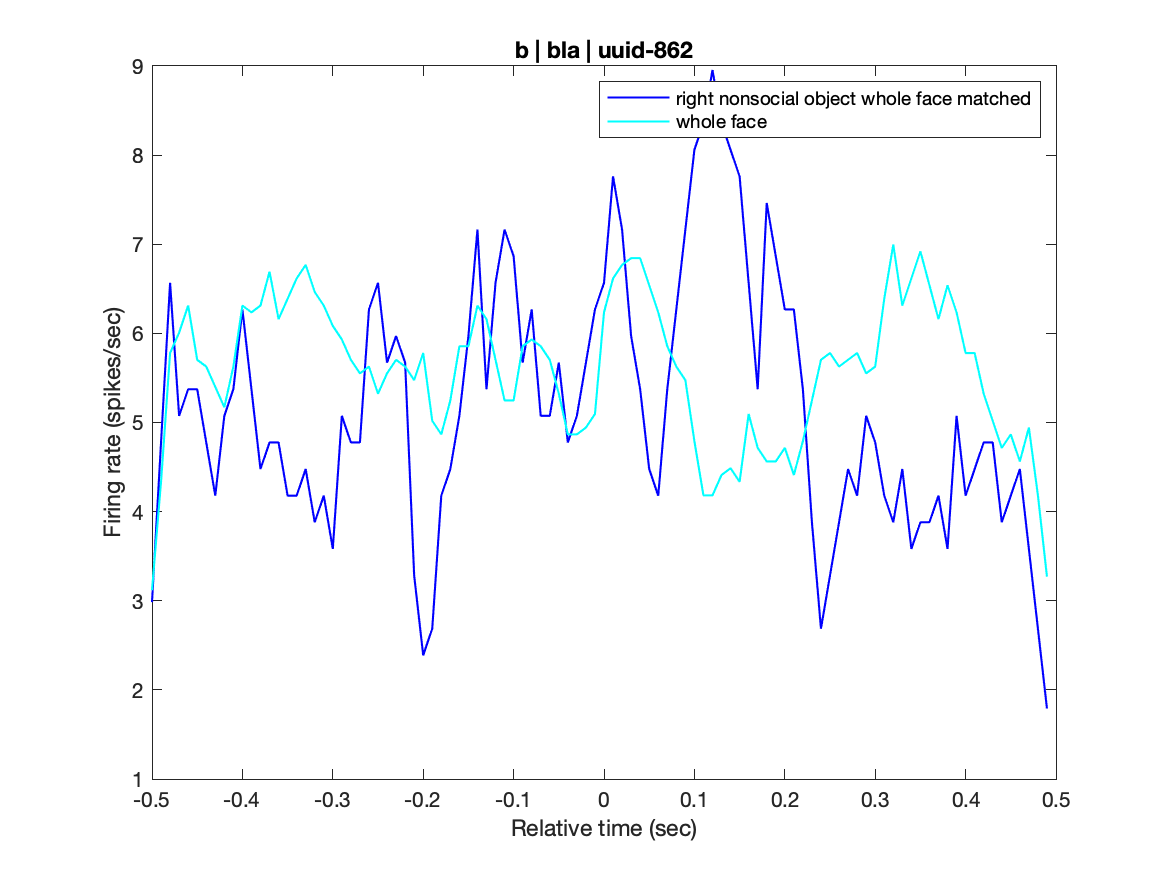 b | bla | uuid-862
right nonsocial object whole face matched
whole face
9
8
7
6
5
4
3
2
1
Firing rate (spikes/sec)
-0.5 -0.4 -0.3 -0.2 -0.1 0 0.1 0.2 0.3 0.4 0.5
Relative time (sec)